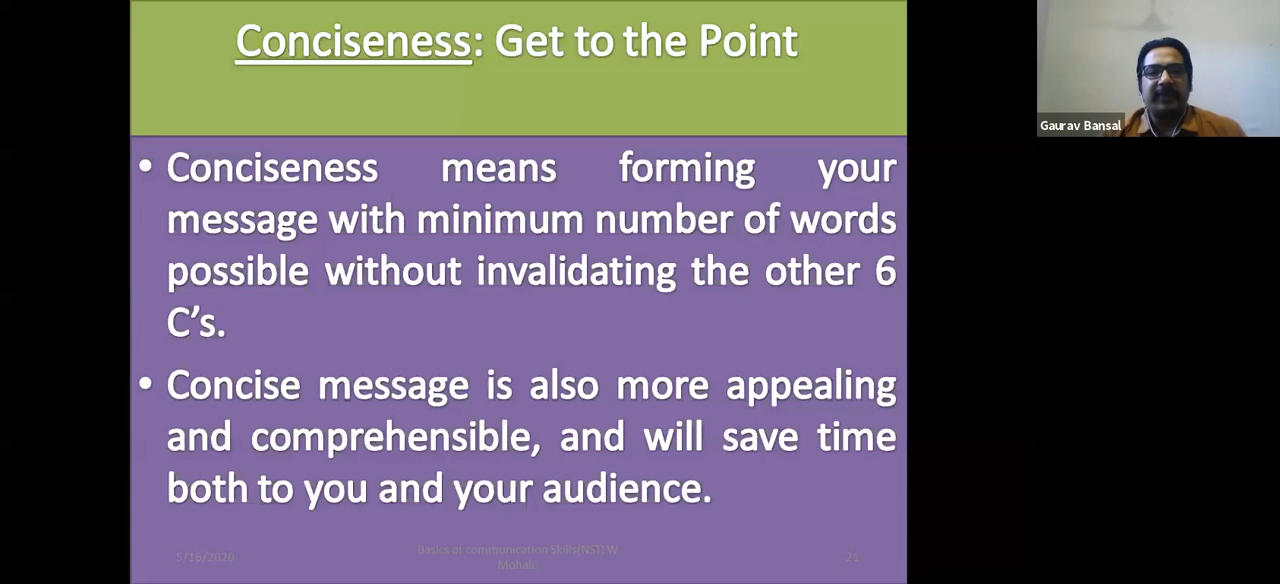 Conciseness: Get to the Point
Gaurav Bansal
• Conciseness means forming your
message with minimum number of words
possible without invalidating the other 6
C’s.
• Concise message is also more appealing
and comprehensible, and will save time
both to you and your audience.
5/16/2020
Basics of communication Skills(NSTI W
Mohali)
21